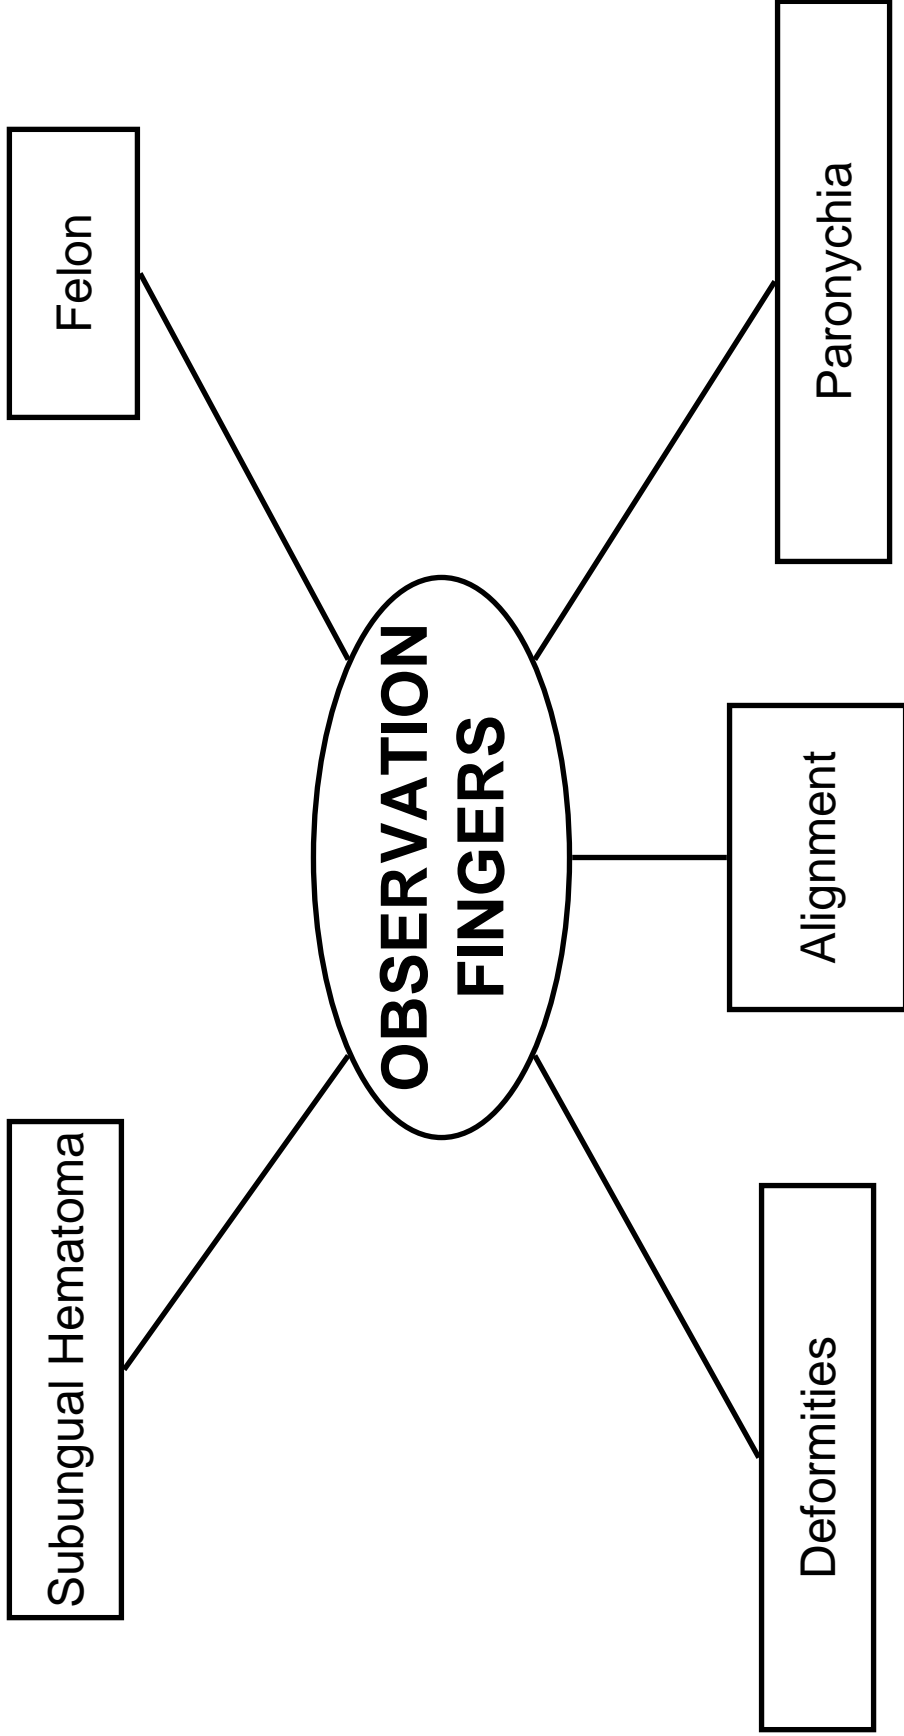 Subungual Hematoma
Felon
OBSERVATION
FINGERS
Deformities
Alignment
Paronychia